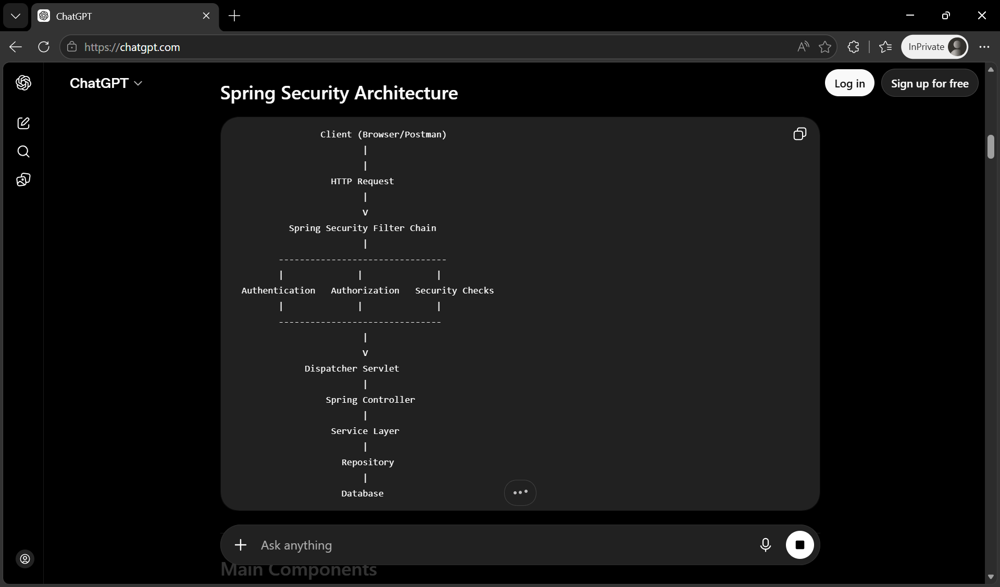 ChatGPT
https://chatgpt.com
InPrivate
ChatGPT
Log in
Sign up for free
Spring Security Architecture
Client (Browser/Postman)
|
|
HTTP Request
|
v
Spring Security Filter Chain
|
--------------------------------
| | |
Authentication Authorization Security Checks
| | |
-------------------------------
|
v
Dispatcher Servlet
|
Spring Controller
|
Service Layer
|
Repository
|
Database
Ask anything
Main Components